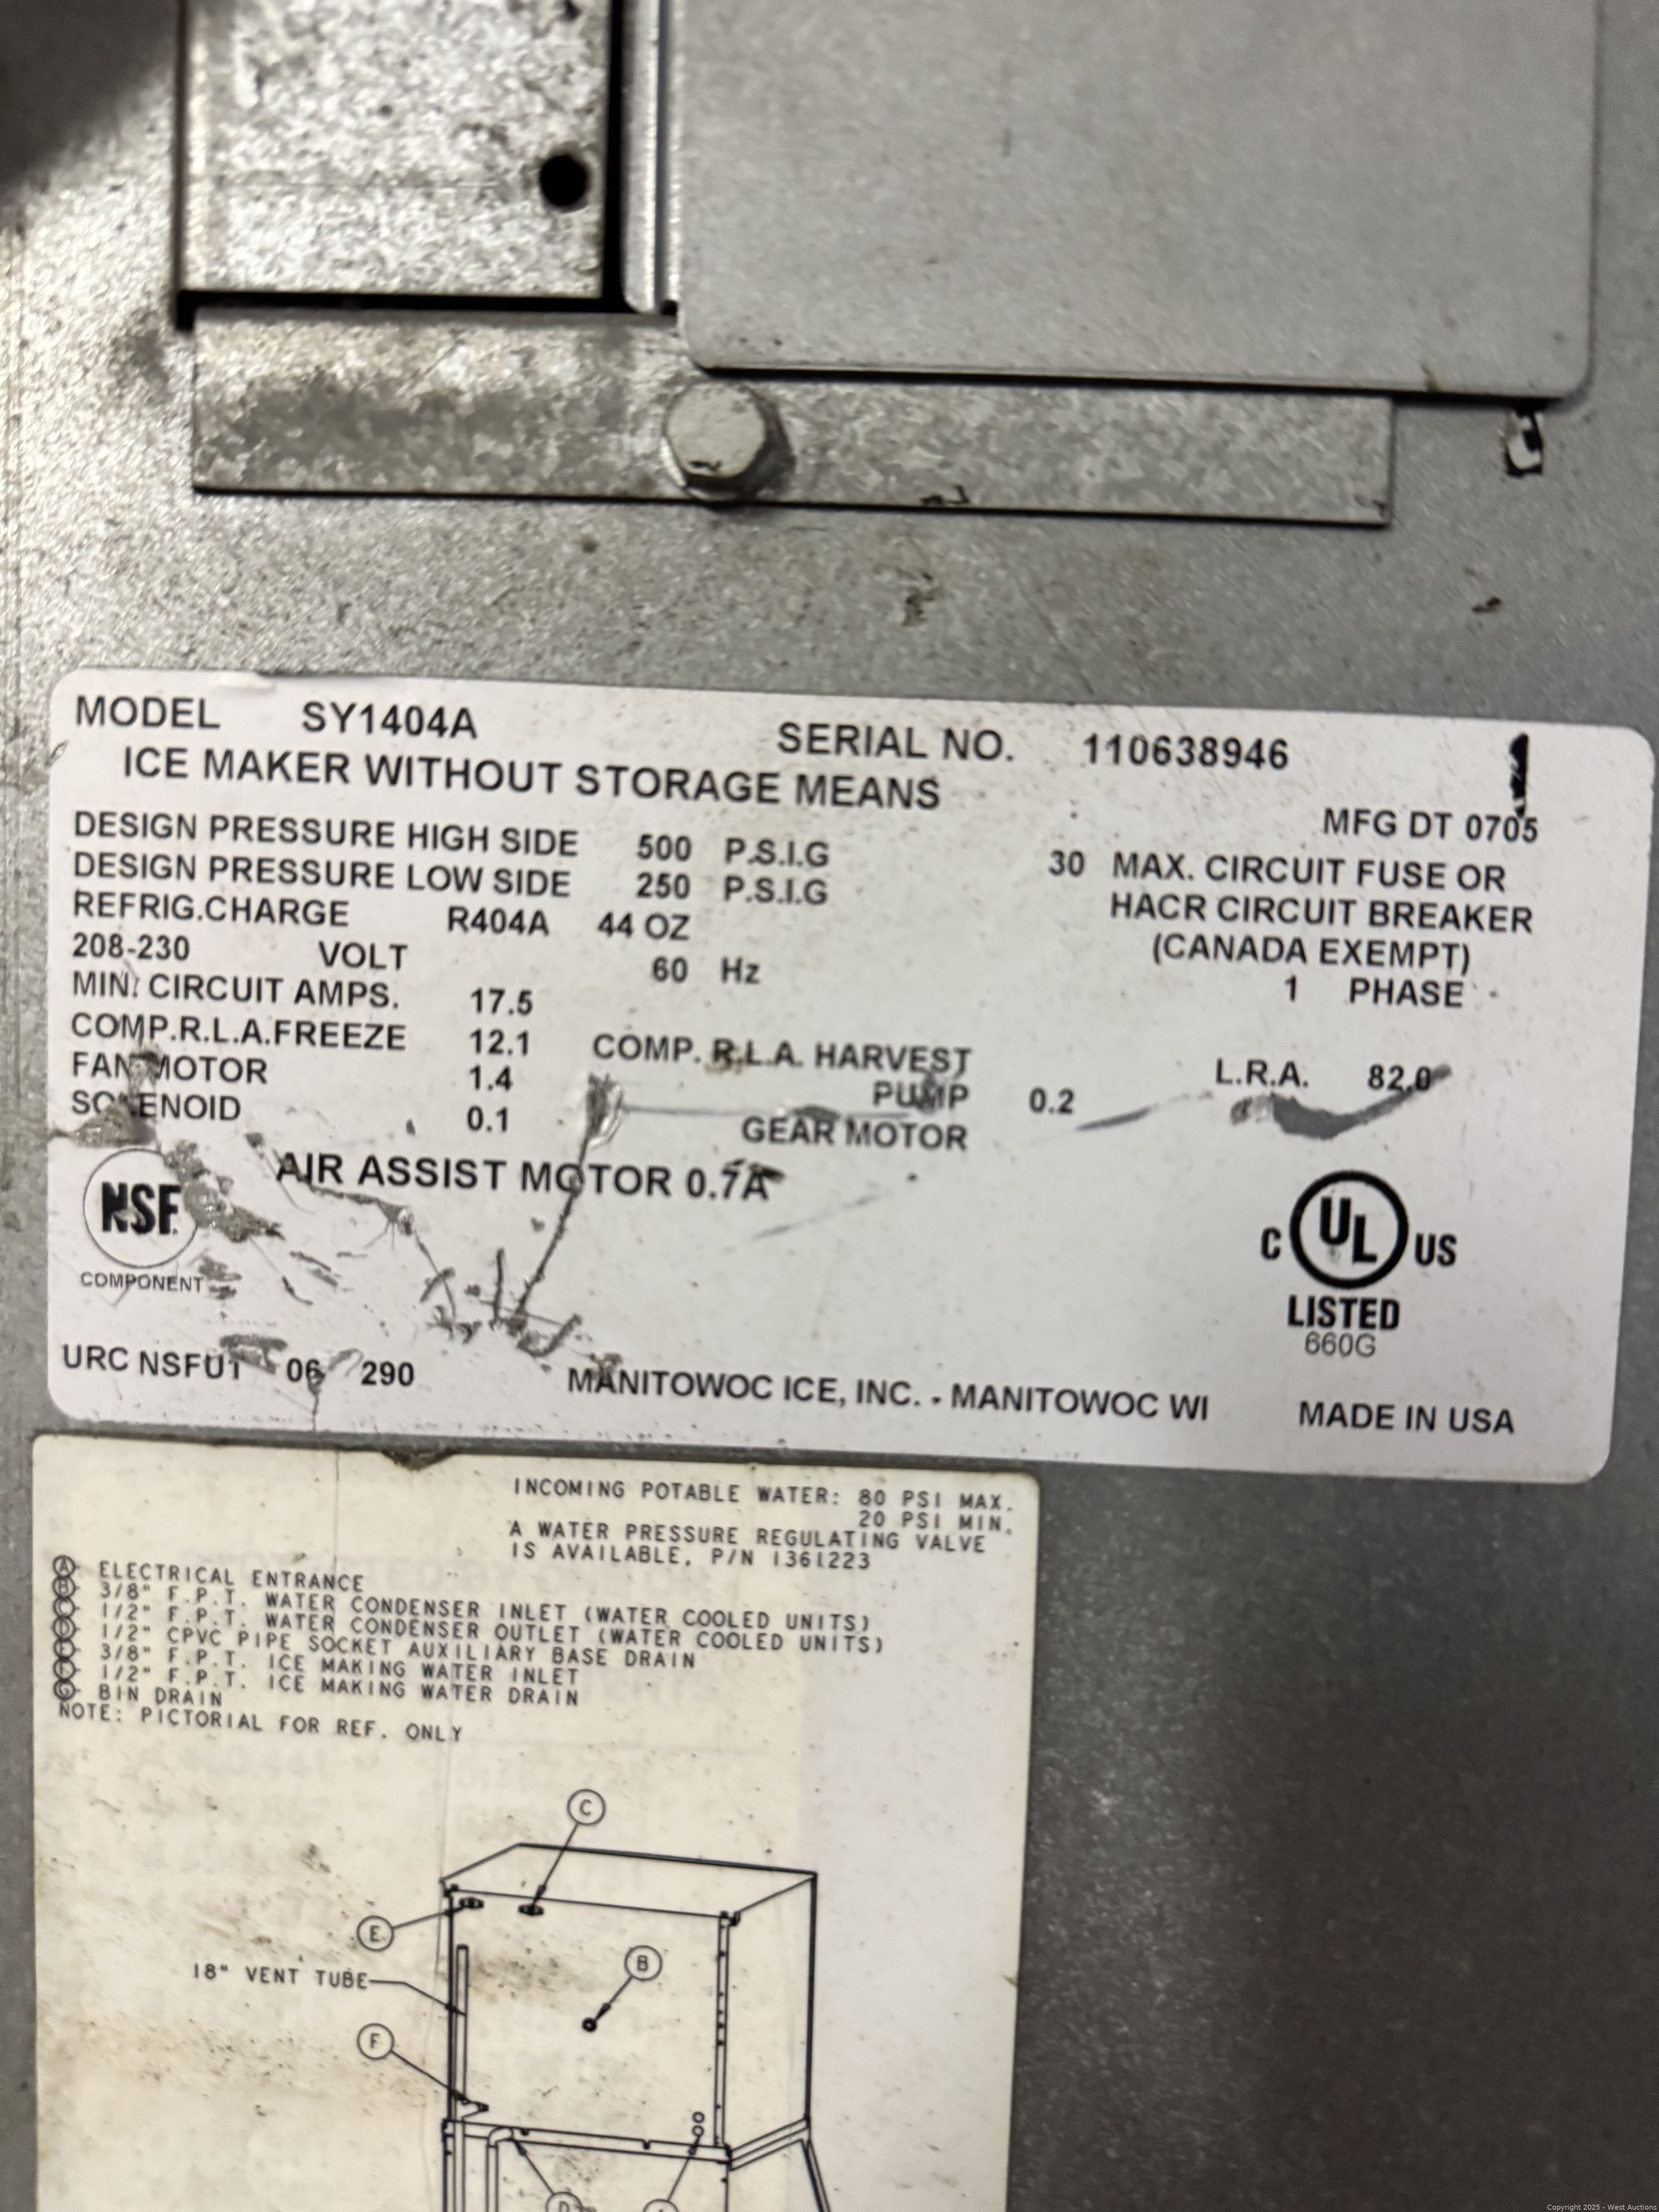 MODEL SY1404A SERIAL NO. 110638946
ICE MAKER WITHOUT STORAGE MEANS
MFG DT 0705
DESIGN PRESSURE HIGH SIDE 500 P.S.I.G
DESIGN PRESSURE LOW SIDE 250 P.S.I.G
30 MAX. CIRCUIT FUSE OR
HACR CIRCUIT BREAKER
(CANADA EXEMPT)
REFRIG.CHARGE R404A 44 OZ
208-230 VOLT 60 Hz 1 PHASE
MIN. CIRCUIT AMPS. 17.5
COMP.R.L.A.FREEZE 12.1 COMP. R.L.A. HARVEST L.R.A. 82.0
FAN MOTOR 1.4 PUMP 0.2
SOLENOID 0.1 GEAR MOTOR
AIR ASSIST MOTOR 0.7A
NSF
COMPONENT
C UL US
LISTED
660G
URC NSFU1 06 290 MANITOWOC ICE, INC. - MANITOWOC WI MADE IN USA
INCOMING POTABLE WATER: 80 PSI MAX.
20 PSI MIN.
A WATER PRESSURE REGULATING VALVE
IS AVAILABLE, P/N 1361223
A ELECTRICAL ENTRANCE
B 3/8" F.P.T. WATER CONDENSER INLET (WATER COOLED UNITS)
C 1/2" F.P.T. WATER CONDENSER OUTLET (WATER COOLED UNITS)
D 1/2" CPVC PIPE SOCKET AUXILIARY BASE DRAIN
E 3/8" F.P.T. ICE MAKING WATER INLET
F 1/2" F.P.T. ICE MAKING WATER DRAIN
G BIN DRAIN
NOTE: PICTORIAL FOR REF. ONLY
C
E
B
18" VENT TUBE
F
D
Copyright 2025 - West Auctions